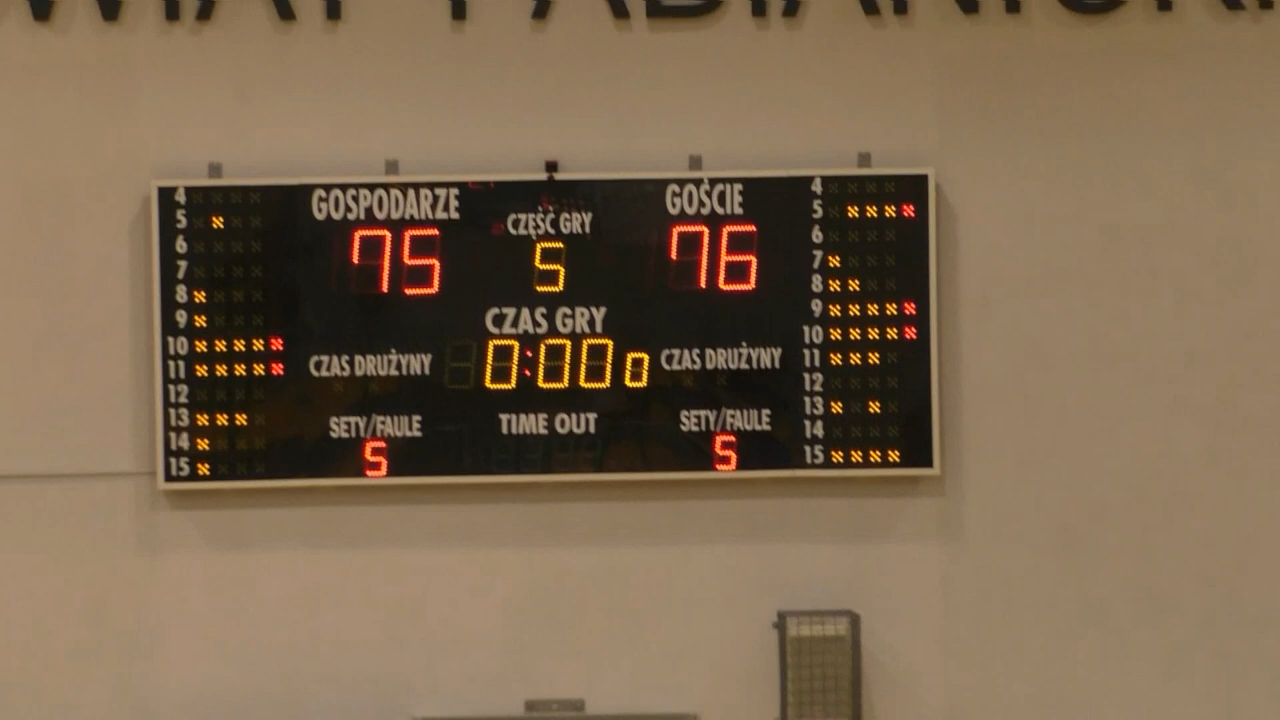 WIAT PABIANICKI
4 GOSPODARZE GOŚCIE 4
5 CZĘŚĆ GRY 5
6 75 5 76 6
7 7
8 CZAS GRY 8
9 9
10 CZAS DRUŻYNY 0:00 0 CZAS DRUŻYNY 10
11 11
12 12
13 SETY/FAULE TIME OUT SETY/FAULE 13
14 5 5 14
15 15